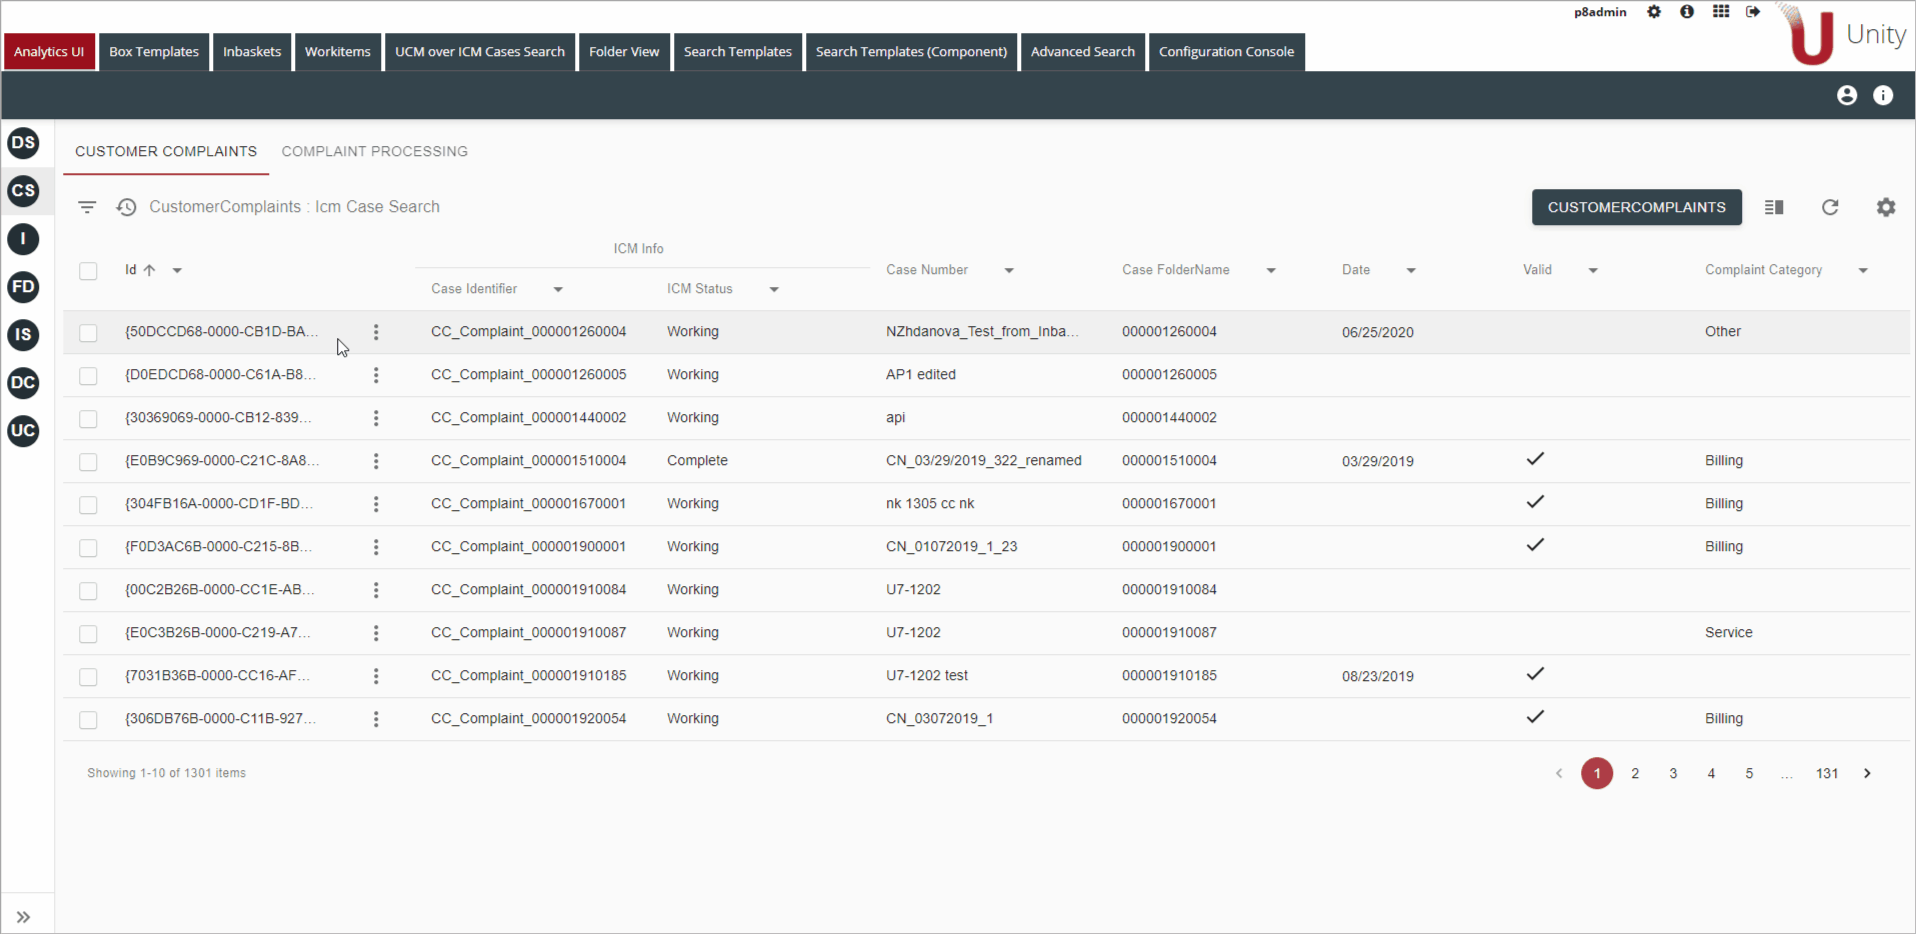 p8admin
Unity
Analytics UI Box Templates Inbaskets Workitems UCM over ICM Cases Search Folder View Search Templates Search Templates (Component) Advanced Search Configuration Console
DS
CS
I
FD
IS
DC
UC
CUSTOMER COMPLAINTS COMPLAINT PROCESSING
CustomerComplaints : Icm Case Search CUSTOMERCOMPLAINTS
ICM Info
Id Case Number Case FolderName Date Valid Complaint Category
Case Identifier ICM Status
{50DCCD68-0000-CB1D-BA... CC_Complaint_000001260004 Working NZhdanova_Test_from_Inba... 000001260004 06/25/2020 Other
{D0EDCD68-0000-C61A-B8... CC_Complaint_000001260005 Working AP1 edited 000001260005
{30369069-0000-CB12-839... CC_Complaint_000001440002 Working api 000001440002
{E0B9C969-0000-C21C-8A8... CC_Complaint_000001510004 Complete CN_03/29/2019_322_renamed 000001510004 03/29/2019 Billing
{304FB16A-0000-CD1F-BD... CC_Complaint_000001670001 Working nk 1305 cc nk 000001670001 Billing
{F0D3AC6B-0000-C215-8B... CC_Complaint_000001900001 Working CN_01072019_1_23 000001900001 Billing
{00C2B26B-0000-CC1E-AB... CC_Complaint_000001910084 Working U7-1202 000001910084
{E0C3B26B-0000-C219-A7... CC_Complaint_000001910087 Working U7-1202 000001910087 Service
{7031B36B-0000-CC16-AF... CC_Complaint_000001910185 Working U7-1202 test 000001910185 08/23/2019
{306DB76B-0000-C11B-927... CC_Complaint_000001920054 Working CN_03072019_1 000001920054 Billing
Showing 1-10 of 1301 items 1 2 3 4 5 ... 131